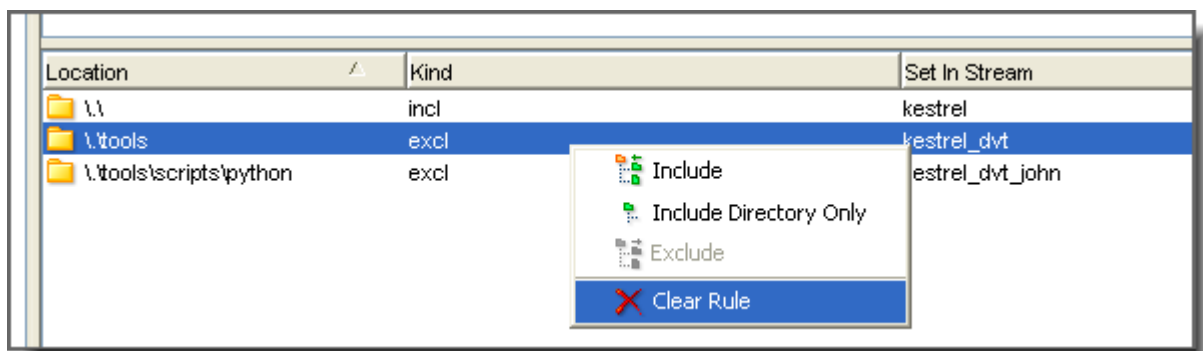 Location Kind Set In Stream
\.\ incl kestrel
\.\tools excl kestrel_dvt
\.\tools\scripts\python excl estrel_dvt_john
Include
Include Directory Only
Exclude
Clear Rule